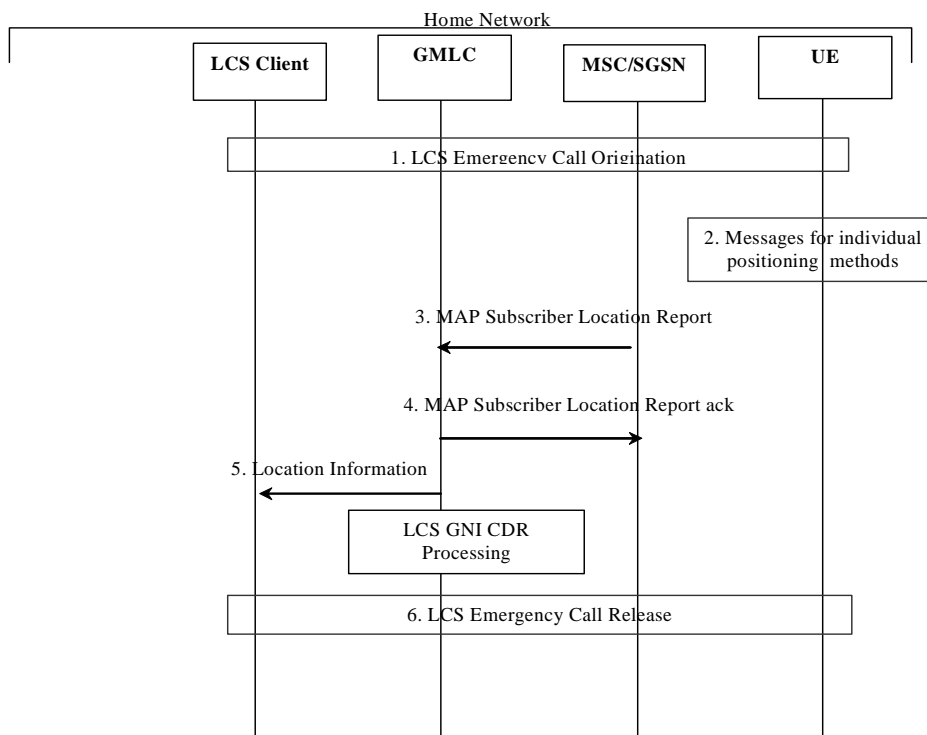 Home Network
LCS Client
GMLC
MSC/SGSN
UE
1. LCS Emergency Call Origination
2. Messages for individual
positioning methods
3. MAP Subscriber Location Report
4. MAP Subscriber Location Report ack
5. Location Information
LCS GNI CDR
Processing
6. LCS Emergency Call Release